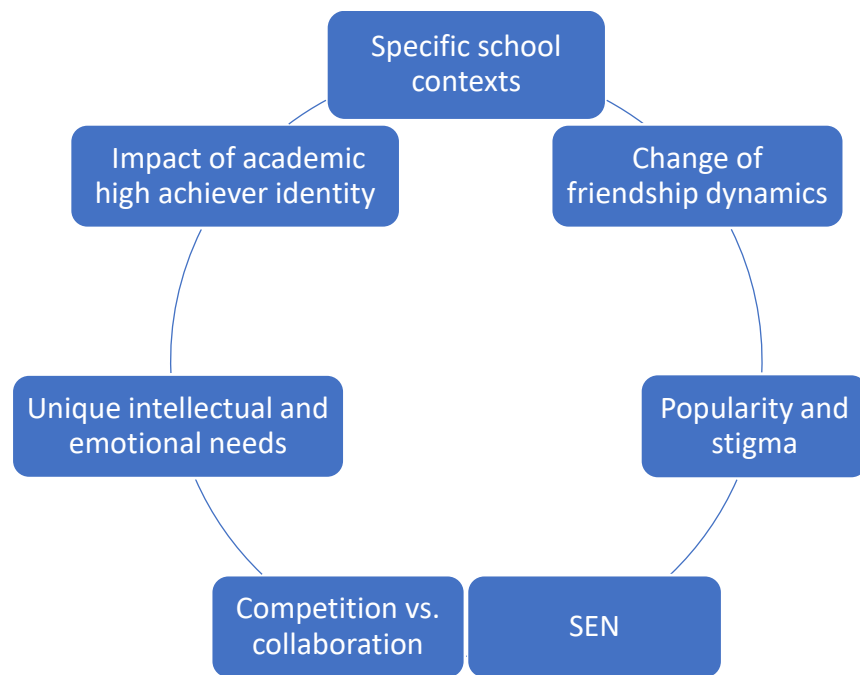 Specific school
contexts
Impact of academic
high achiever identity
Change of
friendship dynamics
Unique intellectual and
emotional needs
Popularity and
stigma
Competition vs.
collaboration
SEN